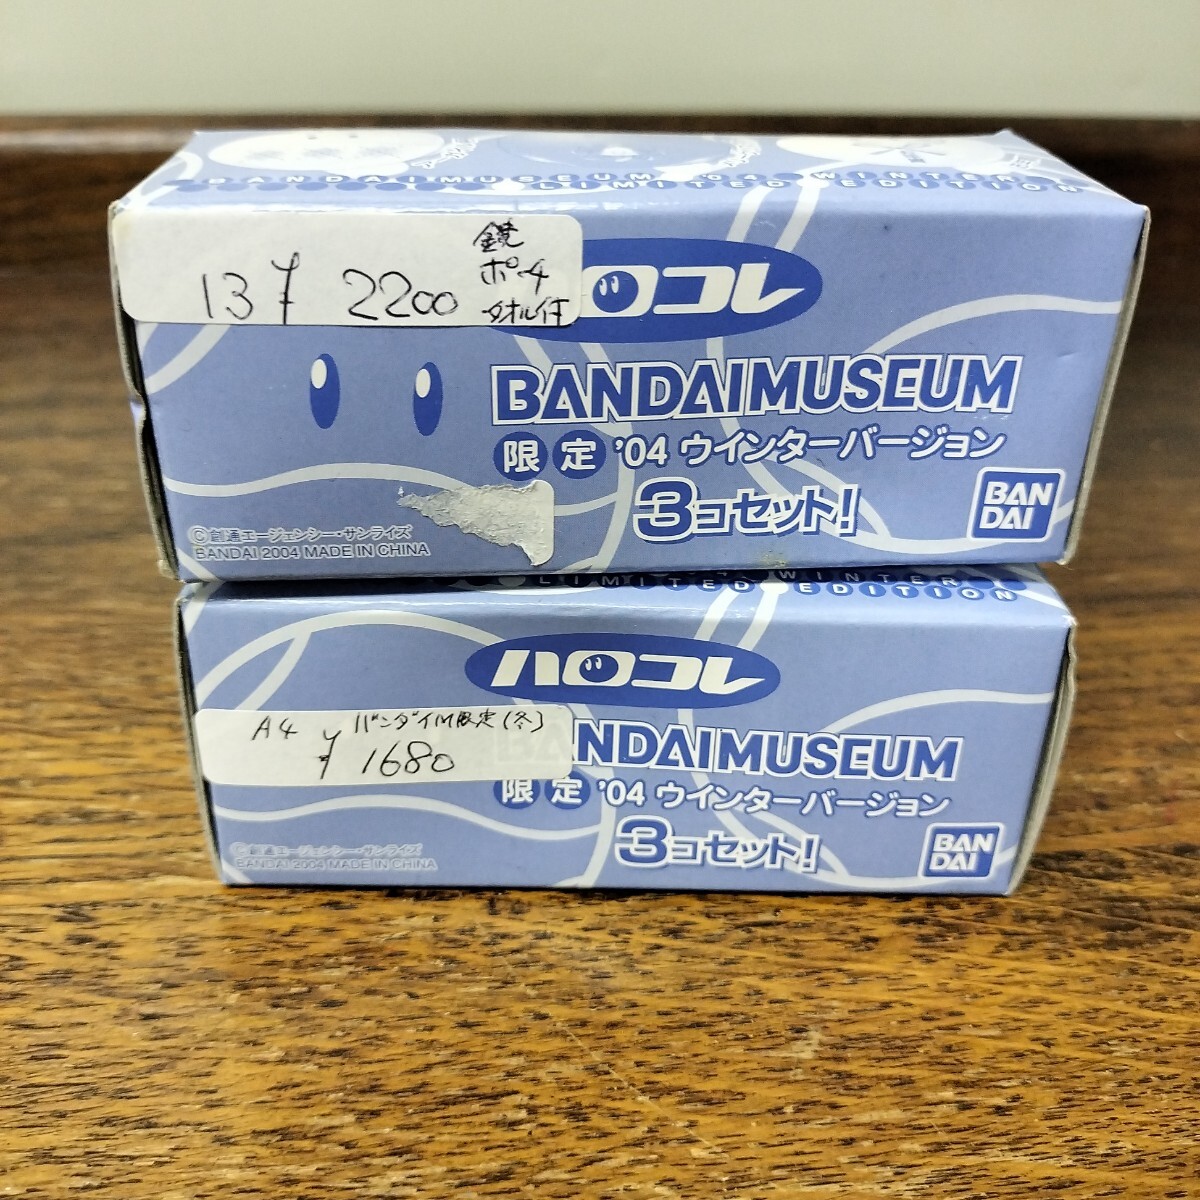 BANDAIMUSEUM '04 WINTER
LIMITED EDITION
13 ¥ 2200
鏡
ポーチ
タオル付
ハロコレ
BANDAIMUSEUM
限定 '04 ウインターバージョン
3コセット!
BAN
DAI
©創通エージェンシー・サンライズ
BANDAI 2004 MADE IN CHINA
WINTER
LIMITED EDITION
ハロコレ
A4 バンダイM限定(冬)
¥ 1680
BANDAIMUSEUM
限定 '04 ウインターバージョン
3コセット!
BAN
DAI
©創通エージェンシー・サンライズ
BANDAI 2004 MADE IN CHINA